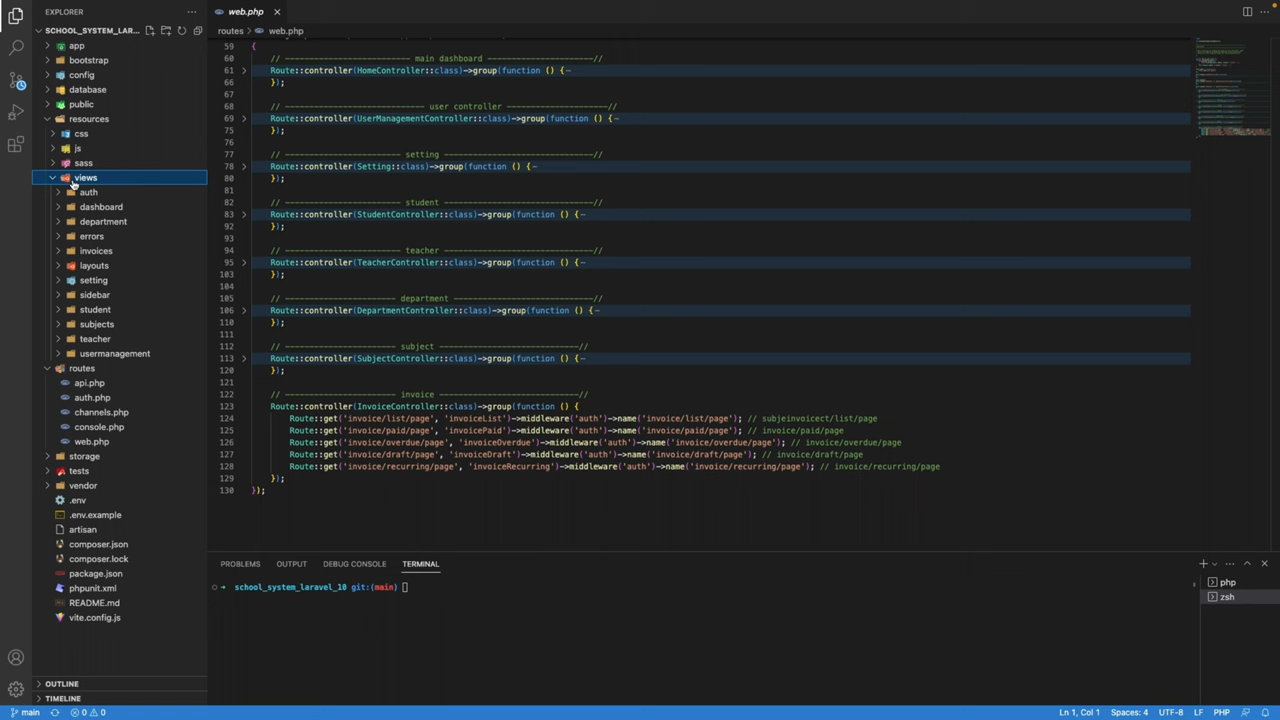 EXPLORER
SCHOOL_SYSTEM_LAR...
app
bootstrap
config
database
public
resources
css
js
sass
views
auth
dashboard
department
errors
invoices
layouts
setting
sidebar
student
subjects
teacher
usermanagement
routes
api.php
auth.php
channels.php
console.php
web.php
storage
tests
vendor
.env
.env.example
artisan
composer.json
composer.lock
package.json
phpunit.xml
README.md
vite.config.js
OUTLINE
TIMELINE
web.php
routes > web.php
59 {
60 // ----------------------- main dashboard -----------------------------//
61 Route::controller(HomeController::class)->group(function () {
66 });
67
68 // ----------------------------- user controller ----------------------//
69 Route::controller(UserManagementController::class)->group(function () {
75 });
76
77 // ------------------------ setting -------------------------------//
78 Route::controller(Setting::class)->group(function () {
80 });
81
82 // ------------------------ student -------------------------------//
83 Route::controller(StudentController::class)->group(function () {
92 });
93
94 // ------------------------ teacher -------------------------------//
95 Route::controller(TeacherController::class)->group(function () {
103 });
104
105 // ----------------------- department -----------------------------//
106 Route::controller(DepartmentController::class)->group(function () {
110 });
111
112 // ----------------------- subject -----------------------------//
113 Route::controller(SubjectController::class)->group(function () {
120 });
121
122 // ----------------------- invoice -----------------------------//
123 Route::controller(InvoiceController::class)->group(function () {
124 Route::get('invoice/list/page', 'invoiceList')->middleware('auth')->name('invoice/list/page'); // subjeinvoicect/list/page
125 Route::get('invoice/paid/page', 'invoicePaid')->middleware('auth')->name('invoice/paid/page'); // invoice/paid/page
126 Route::get('invoice/overdue/page', 'invoiceOverdue')->middleware('auth')->name('invoice/overdue/page'); // invoice/overdue/page
127 Route::get('invoice/draft/page', 'invoiceDraft')->middleware('auth')->name('invoice/draft/page'); // invoice/draft/page
128 Route::get('invoice/recurring/page', 'invoiceRecurring')->middleware('auth')->name('invoice/recurring/page'); // invoice/recurring/page
129 });
130 });
PROBLEMS OUTPUT DEBUG CONSOLE TERMINAL
school_system_laravel_10 git:(main)
php
zsh
main 0 0 Ln 1, Col 1 Spaces: 4 UTF-8 LF PHP